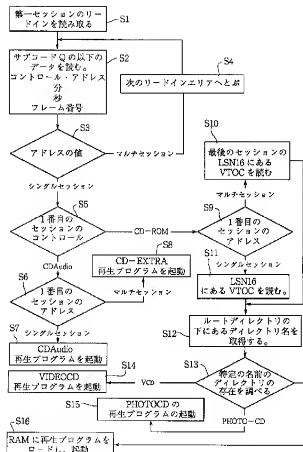 S1
第一セッションのリー
ドインを読み取る
S2
サブコードQの以下の
データを読む。
コントロール・アドレス
分
秒
フレーム番号
S4
次のリードインエリアへとぶ
S3
アドレスの値
マルチセッション
シングルセッション
S5
1番目の
セッションの
コントロール
CD-ROM
CDAudio
S10
最後のセッションの
LSN16にある
VTOCを読む
マルチセッション
S9
1番目の
セッションの
アドレス
シングルセッション
S8
CD-EXTRA
再生プログラムを起動
S6
1番目の
セッションの
アドレス
マルチセッション
シングルセッション
S11
LSN16
にあるVTOCを読む。
S7
CDAudio
再生プログラムを起動
S12
ルートディレクトリの
下にあるディレクトリ名を
取得する。
S14
VIDEOCD
再生プログラムを起動
VCD
S13
特定の名前の
ディレクトリの
存在を調べる
S15
PHOTOCDの
再生プログラムの起動
PHOTO-CD
S16
RAMに再生プログラムを
ロードし、起動